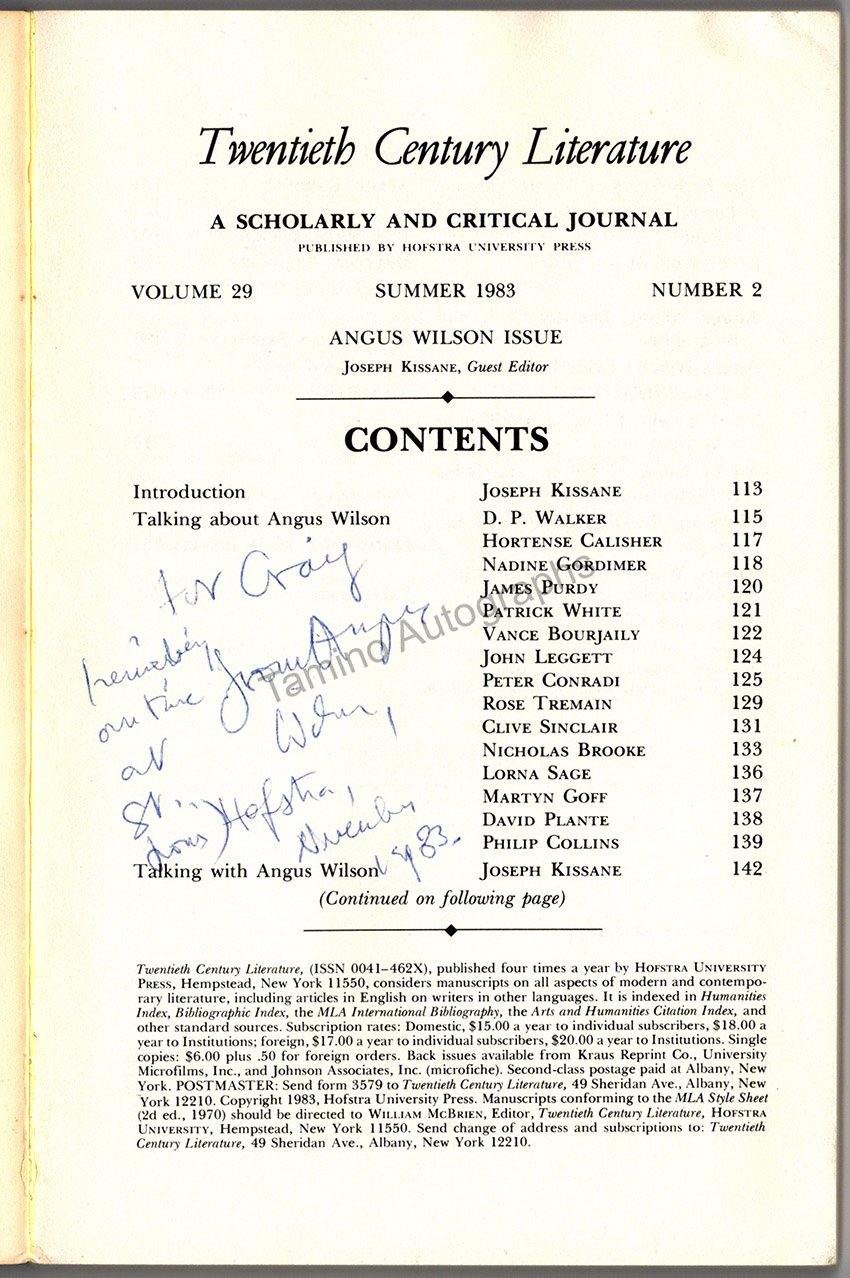 Twentieth Century Literature
A SCHOLARLY AND CRITICAL JOURNAL
PUBLISHED BY HOFSTRA UNIVERSITY PRESS
VOLUME 29 SUMMER 1983 NUMBER 2
ANGUS WILSON ISSUE
JOSEPH KISSANE, Guest Editor
CONTENTS
Introduction JOSEPH KISSANE 113
Talking about Angus Wilson D. P. WALKER 115
HORTENSE CALISHER 117
NADINE GORDIMER 118
JAMES PURDY 120
PATRICK WHITE 121
VANCE BOURJAILY 122
JOHN LEGGETT 124
PETER CONRADI 125
ROSE TREMAIN 129
CLIVE SINCLAIR 131
NICHOLAS BROOKE 133
LORNA SAGE 136
MARTYN GOFF 137
DAVID PLANTE 138
PHILIP COLLINS 139
for Craig
from Angus
our time
at
Hofstra,
November
1983.
Tamino Autographs
Talking with Angus Wilson JOSEPH KISSANE 142
(Continued on following page)
Twentieth Century Literature, (ISSN 0041-462X), published four times a year by HOFSTRA UNIVERSITY
PRESS, Hempstead, New York 11550, considers manuscripts on all aspects of modern and contempo-
rary literature, including articles in English on writers in other languages. It is indexed in Humanities
Index, Bibliographic Index, the MLA International Bibliography, the Arts and Humanities Citation Index, and
other standard sources. Subscription rates: Domestic, $15.00 a year to individual subscribers, $18.00 a
year to Institutions; foreign, $17.00 a year to individual subscribers, $20.00 a year to Institutions. Single
copies: $6.00 plus .50 for foreign orders. Back issues available from Kraus Reprint Co., University
Microfilms, Inc., and Johnson Associates, Inc. (microfiche). Second-class postage paid at Albany, New
York. POSTMASTER: Send form 3579 to Twentieth Century Literature, 49 Sheridan Ave., Albany, New
York 12210. Copyright 1983, Hofstra University Press. Manuscripts conforming to the MLA Style Sheet
(2d ed., 1970) should be directed to WILLIAM MCBRIEN, Editor, Twentieth Century Literature, HOFSTRA
UNIVERSITY, Hempstead, New York 11550. Send change of address and subscriptions to: Twentieth
Century Literature, 49 Sheridan Ave., Albany, New York 12210.